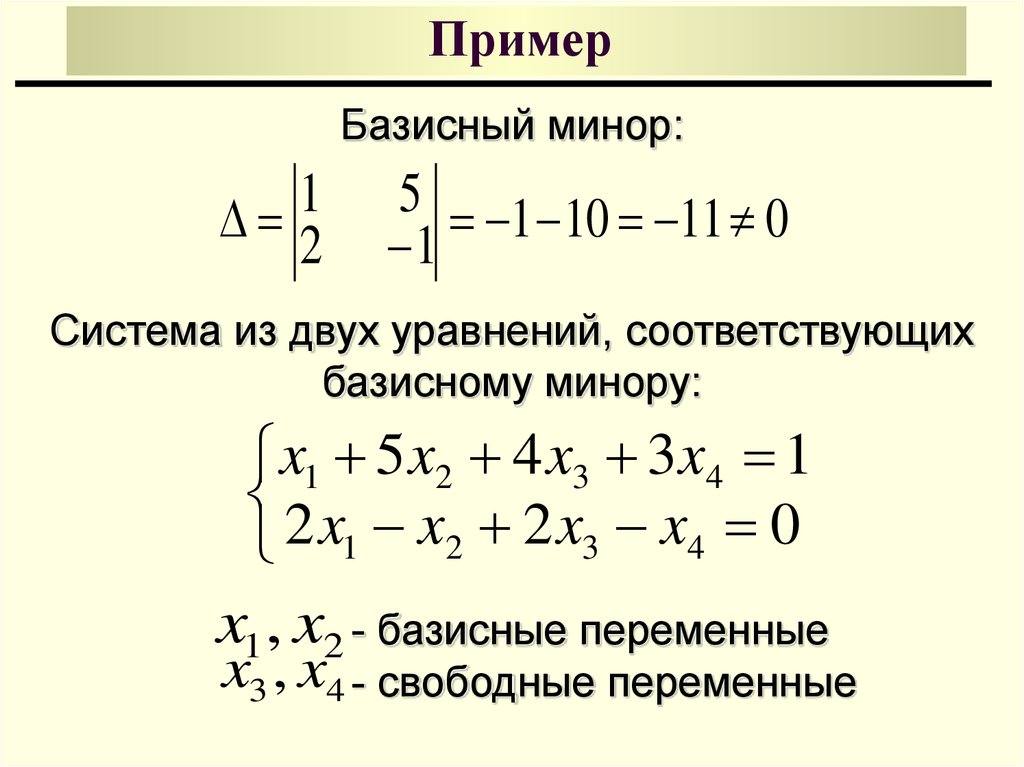 Пример
Базисный минор:
Δ = |1 5|
|2 −1| = −1−10 = −11 ≠ 0
Система из двух уравнений, соответствующих
базисному минору:
x₁ + 5x₂ + 4x₃ + 3x₄ = 1
2x₁ − x₂ + 2x₃ − x₄ = 0
x₁, x₂ - базисные переменные
x₃, x₄ - свободные переменные